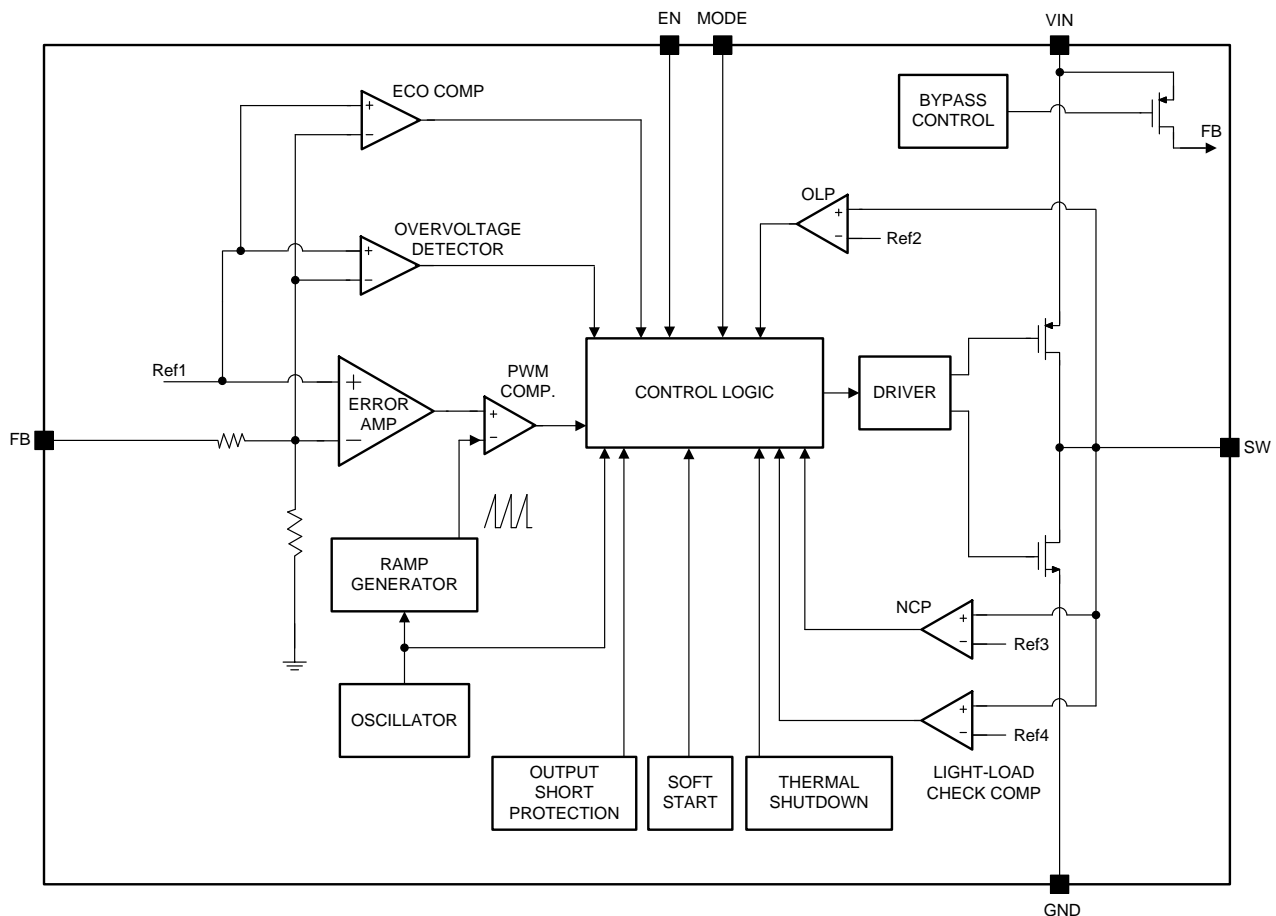 EN
MODE
VIN
ECO COMP
+
−
BYPASS
CONTROL
FB
OLP
+
−
Ref2
OVERVOLTAGE
DETECTOR
+
−
Ref1
+
−
ERROR
AMP
PWM
COMP.
+
−
CONTROL LOGIC
DRIVER
FB
SW
RAMP
GENERATOR
NCP
+
−
Ref3
OSCILLATOR
+
−
Ref4
LIGHT-LOAD
CHECK COMP
OUTPUT
SHORT
PROTECTION
SOFT
START
THERMAL
SHUTDOWN
GND